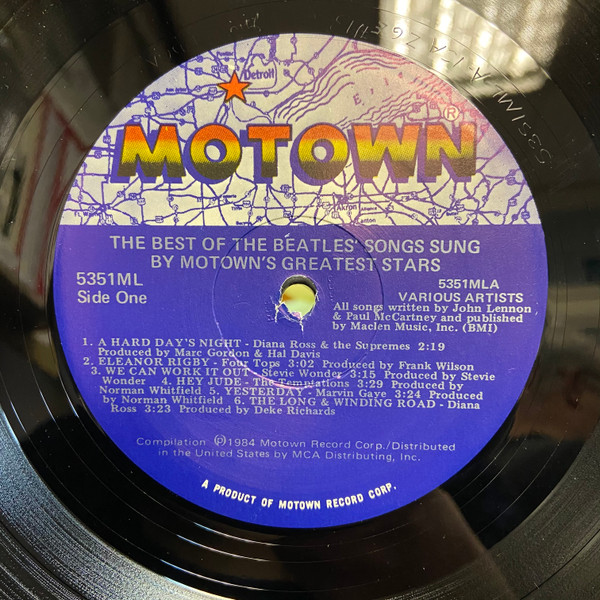 Detroit
MOTOWN®
Akron
THE BEST OF THE BEATLES' SONGS SUNG
BY MOTOWN'S GREATEST STARS
5351ML
Side One
5351MLA
VARIOUS ARTISTS
All songs written by John Lennon
& Paul McCartney and published
by Maclen Music, Inc. (BMI)
1. A HARD DAY'S NIGHT - Diana Ross & the Supremes 2:19
Produced by Marc Gordon & Hal Davis
2. ELEANOR RIGBY - Four Tops 3:02 Produced by Frank Wilson
3. WE CAN WORK IT OUT - Stevie Wonder 3:15 Produced by Stevie
Wonder 4. HEY JUDE - The Temptations 3:29 Produced by
Norman Whitfield 5. YESTERDAY - Marvin Gaye 3:24 Produced
by Norman Whitfield 6. THE LONG & WINDING ROAD - Diana
Ross 3:23 Produced by Deke Richards
Compilation ℗1984 Motown Record Corp./Distributed
in the United States by MCA Distributing, Inc.
A PRODUCT OF MOTOWN RECORD CORP.